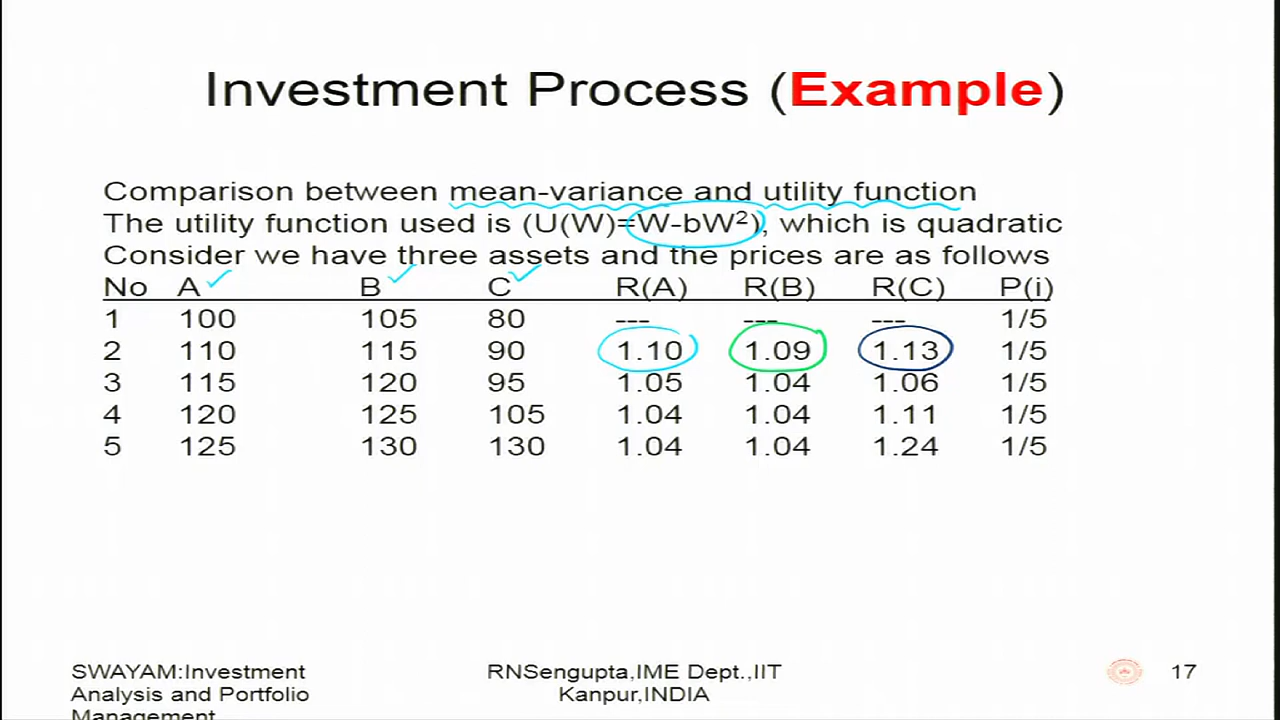 Investment Process (Example)
Comparison between mean-variance and utility function
The utility function used is (U(W)=W-bW²), which is quadratic
Consider we have three assets and the prices are as follows
No A B C R(A) R(B) R(C) P(i)
1 100 105 80 --- --- --- 1/5
2 110 115 90 1.10 1.09 1.13 1/5
3 115 120 95 1.05 1.04 1.06 1/5
4 120 125 105 1.04 1.04 1.11 1/5
5 125 130 130 1.04 1.04 1.24 1/5
SWAYAM:Investment
Analysis and Portfolio
Management
RNSengupta,IME Dept.,IIT
Kanpur,INDIA
17